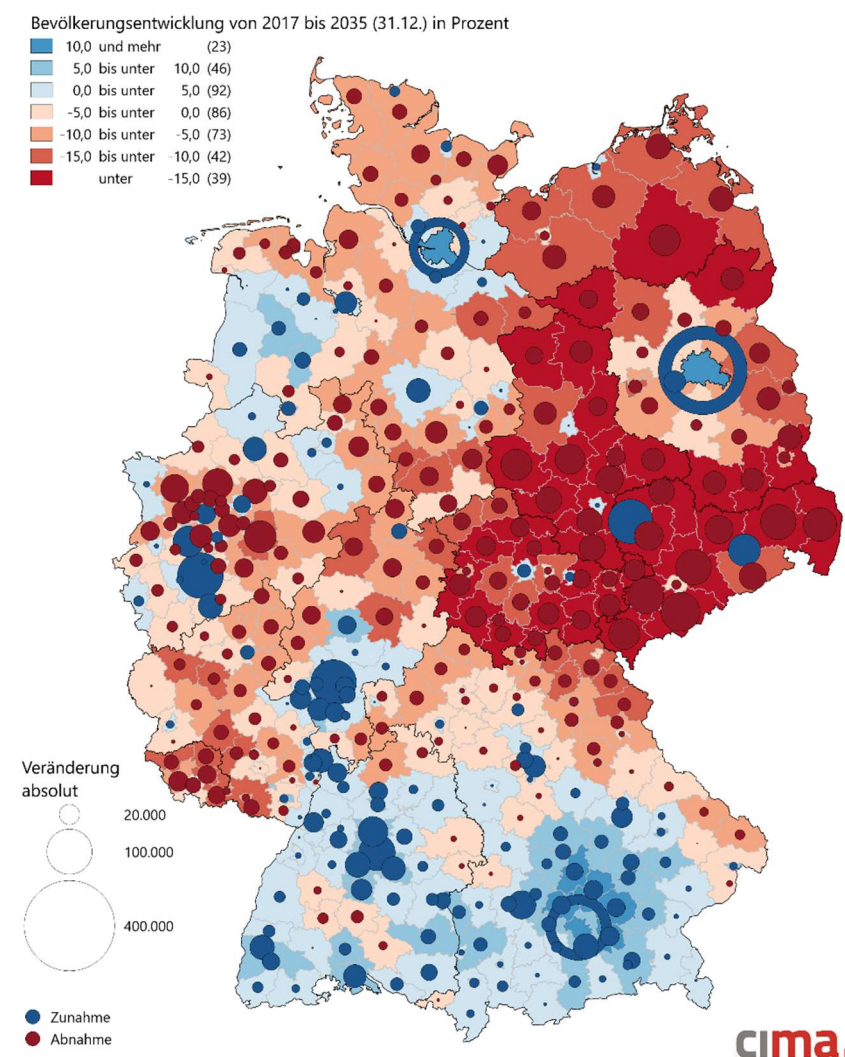 Bevölkerungsentwicklung von 2017 bis 2035 (31.12.) in Prozent
10,0 und mehr (23)
5,0 bis unter 10,0 (46)
0,0 bis unter 5,0 (92)
-5,0 bis unter 0,0 (86)
-10,0 bis unter -5,0 (73)
-15,0 bis unter -10,0 (42)
unter -15,0 (39)
Veränderung
absolut
20.000
100.000
400.000
Zunahme
Abnahme
cima.